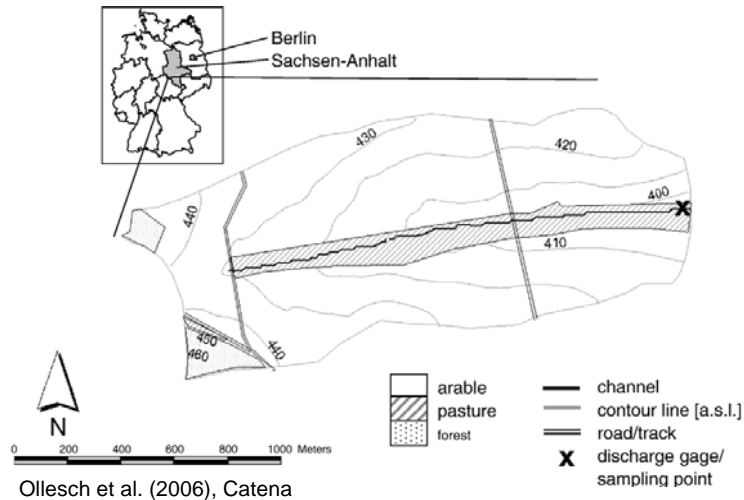 Berlin
Sachsen-Anhalt
430
420
440
400
410
450
460
440
N
0 200 400 600 800 1000 Meters
arable
pasture
forest
channel
contour line [a.s.l.]
road/track
X discharge gage/
sampling point
Ollesch et al. (2006), Catena